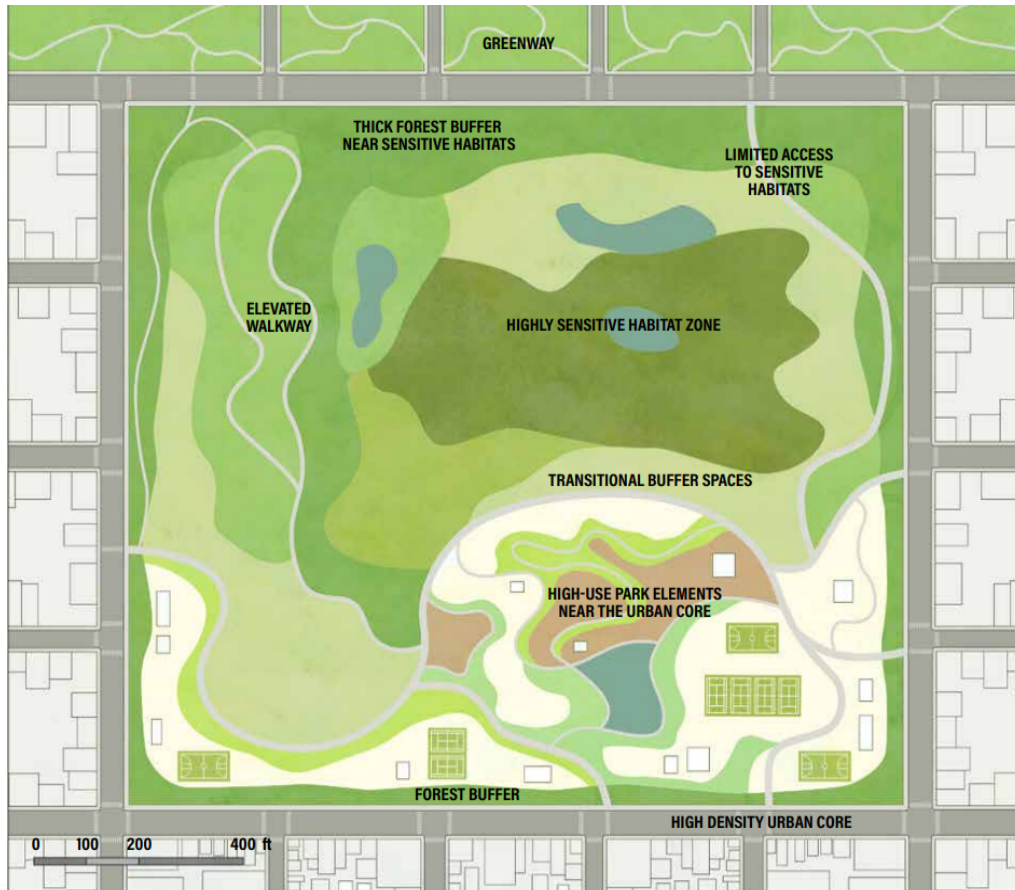 GREENWAY
THICK FOREST BUFFER
NEAR SENSITIVE HABITATS
LIMITED ACCESS
TO SENSITIVE
HABITATS
ELEVATED
WALKWAY
HIGHLY SENSITIVE HABITAT ZONE
TRANSITIONAL BUFFER SPACES
HIGH-USE PARK ELEMENTS
NEAR THE URBAN CORE
FOREST BUFFER
HIGH DENSITY URBAN CORE
0 100 200 400 ft